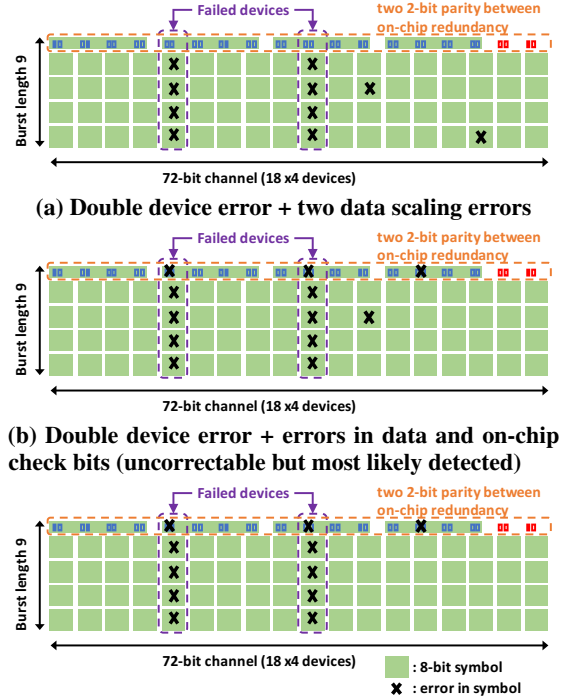 Failed devices
two 2-bit parity between
on-chip redundancy
Burst length 9
72-bit channel (18 x4 devices)
(a) Double device error + two data scaling errors
Failed devices
two 2-bit parity between
on-chip redundancy
Burst length 9
72-bit channel (18 x4 devices)
(b) Double device error + errors in data and on-chip
check bits (uncorrectable but most likely detected)
Failed devices
two 2-bit parity between
on-chip redundancy
Burst length 9
72-bit channel (18 x4 devices)
: 8-bit symbol
: error in symbol